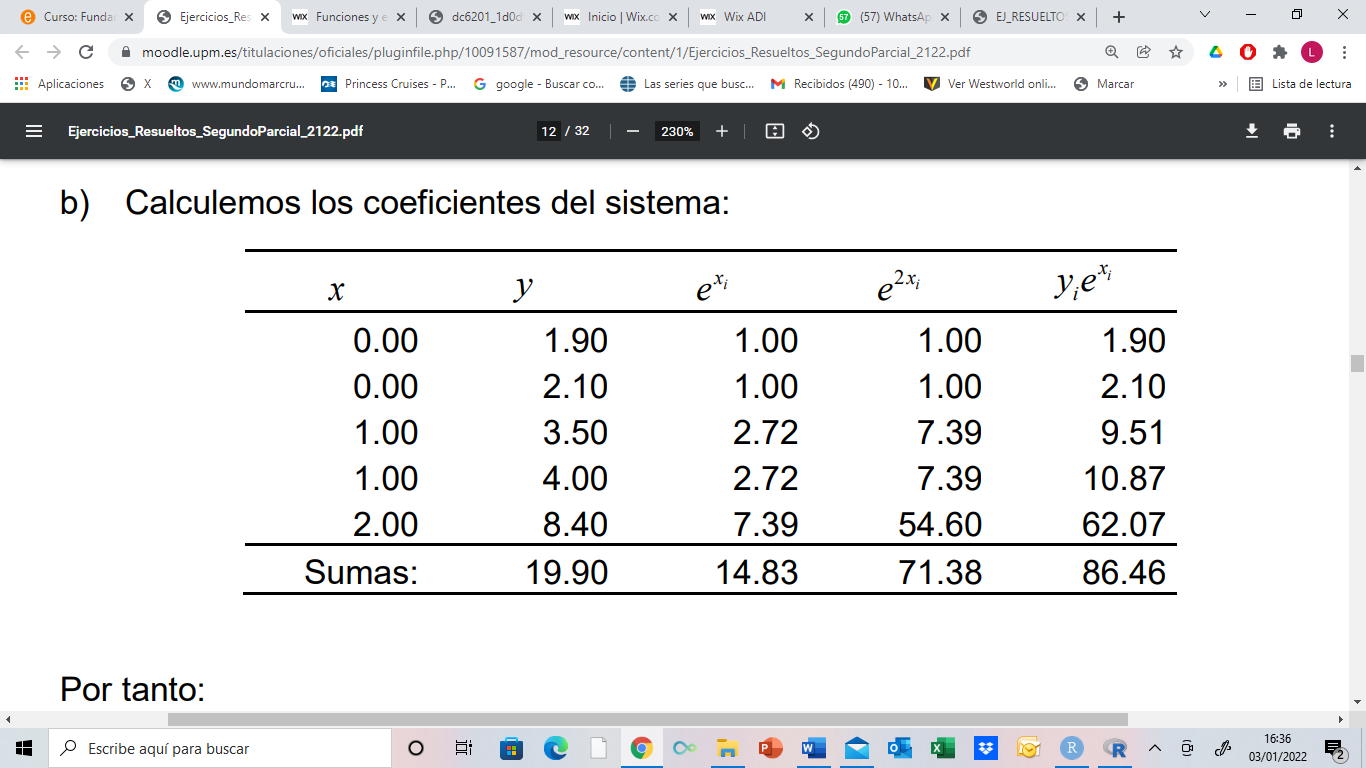 Curso: Fundar
Ejercicios_Res
Funciones y e
dc6201_1d0d
Inicio | Wix.co
Wix ADI
(57) WhatsAp
EJ_RESUELTO
moodle.upm.es/titulaciones/oficiales/pluginfile.php/10091587/mod_resource/content/1/Ejercicios_Resueltos_SegundoParcial_2122.pdf
Aplicaciones X www.mundomarcru... Princess Cruises - P... google - Buscar co... Las series que busc... Recibidos (490) - 10... Ver Westworld onli... Marcar » Lista de lectura
Ejercicios_Resueltos_SegundoParcial_2122.pdf 12 / 32 — 230% +
b) Calculemos los coeficientes del sistema:
x y e^{x_i} e^{2x_i} y_i e^{x_i}
0.00 1.90 1.00 1.00 1.90
0.00 2.10 1.00 1.00 2.10
1.00 3.50 2.72 7.39 9.51
1.00 4.00 2.72 7.39 10.87
2.00 8.40 7.39 54.60 62.07
Sumas: 19.90 14.83 71.38 86.46
Por tanto:
Escribe aquí para buscar
16:36
03/01/2022
2